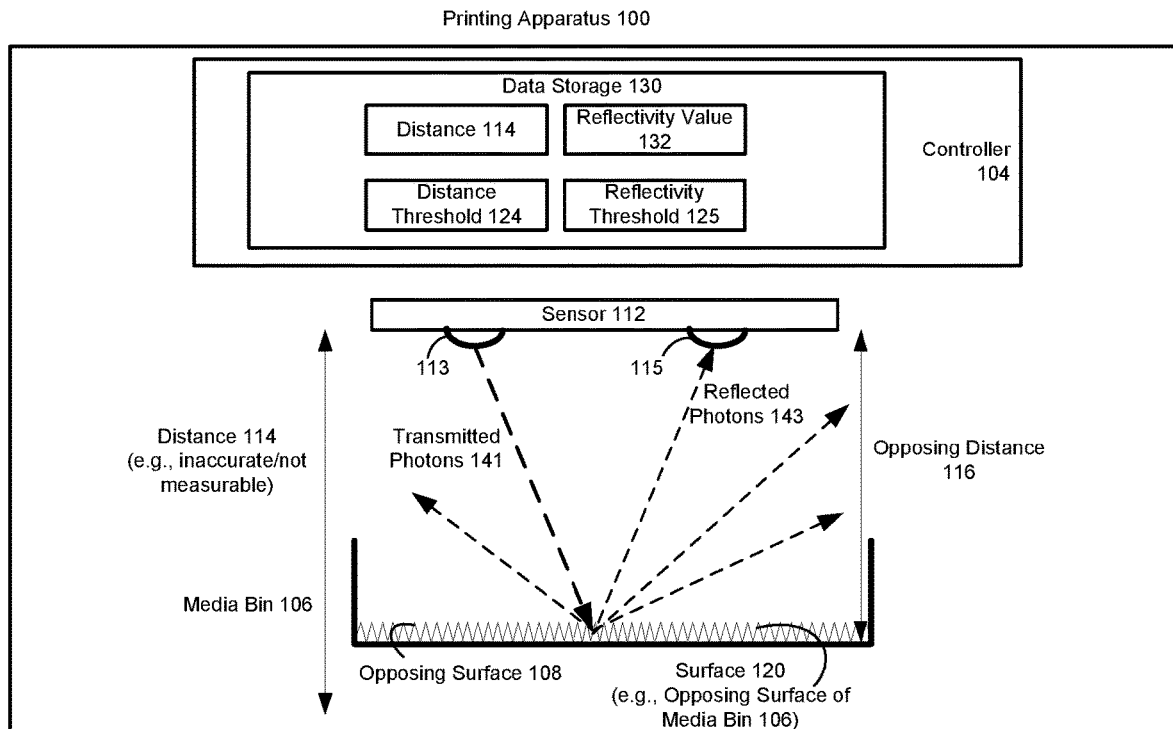 Printing Apparatus 100
Data Storage 130
Distance 114
Reflectivity Value
132
Distance
Threshold 124
Reflectivity
Threshold 125
Controller
104
Sensor 112
113
115
Reflected
Photons 143
Transmitted
Photons 141
Distance 114
(e.g., inaccurate/not
measurable)
Opposing Distance
116
Media Bin 106
Opposing Surface 108
Surface 120
(e.g., Opposing Surface of
Media Bin 106)